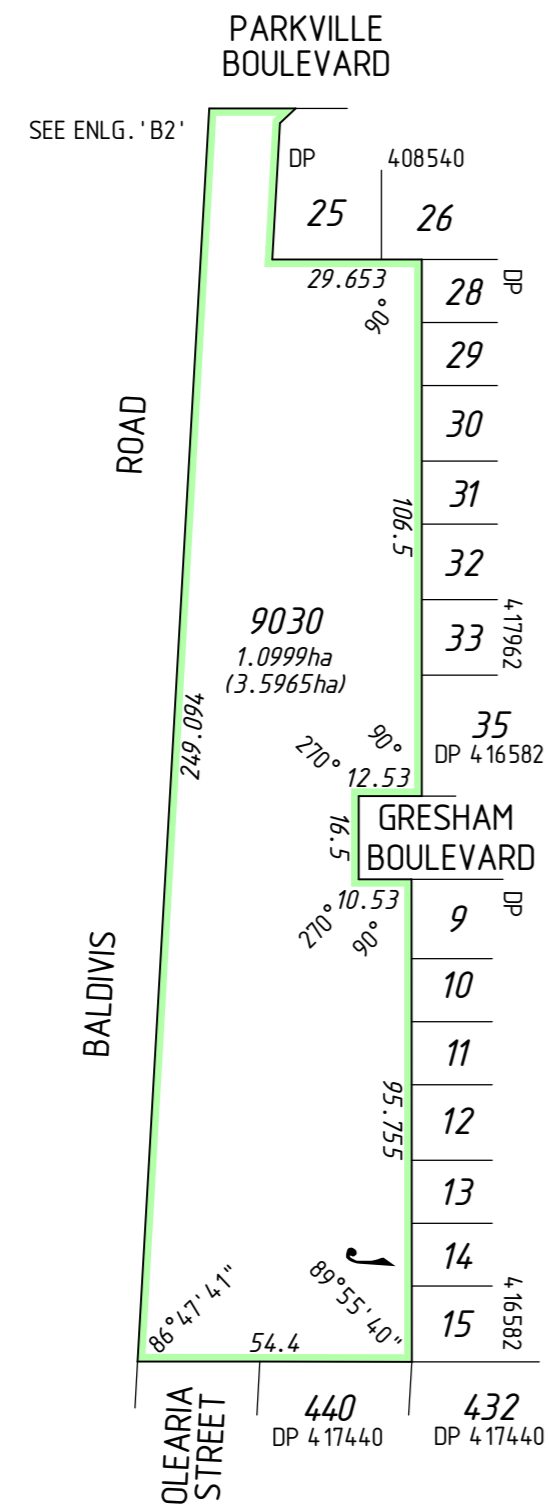 PARKVILLE
BOULEVARD
SEE ENLG. 'B2'
DP 408540
25
26
29.653
90°
28
DP
29
ROAD
30
31
106.5
32
9030
1.0999ha
(3.5965ha)
33
417962
249.094
35
DP 416582
90°
270°
12.53
16.5
GRESHAM
BOULEVARD
10.53
270°
90°
DP
9
BALDIVIS
10
11
95.755
12
13
14
86°47'41"
89°55'40"
54.4
15
416582
OLEARIA
STREET
440
DP 417440
432
DP 417440